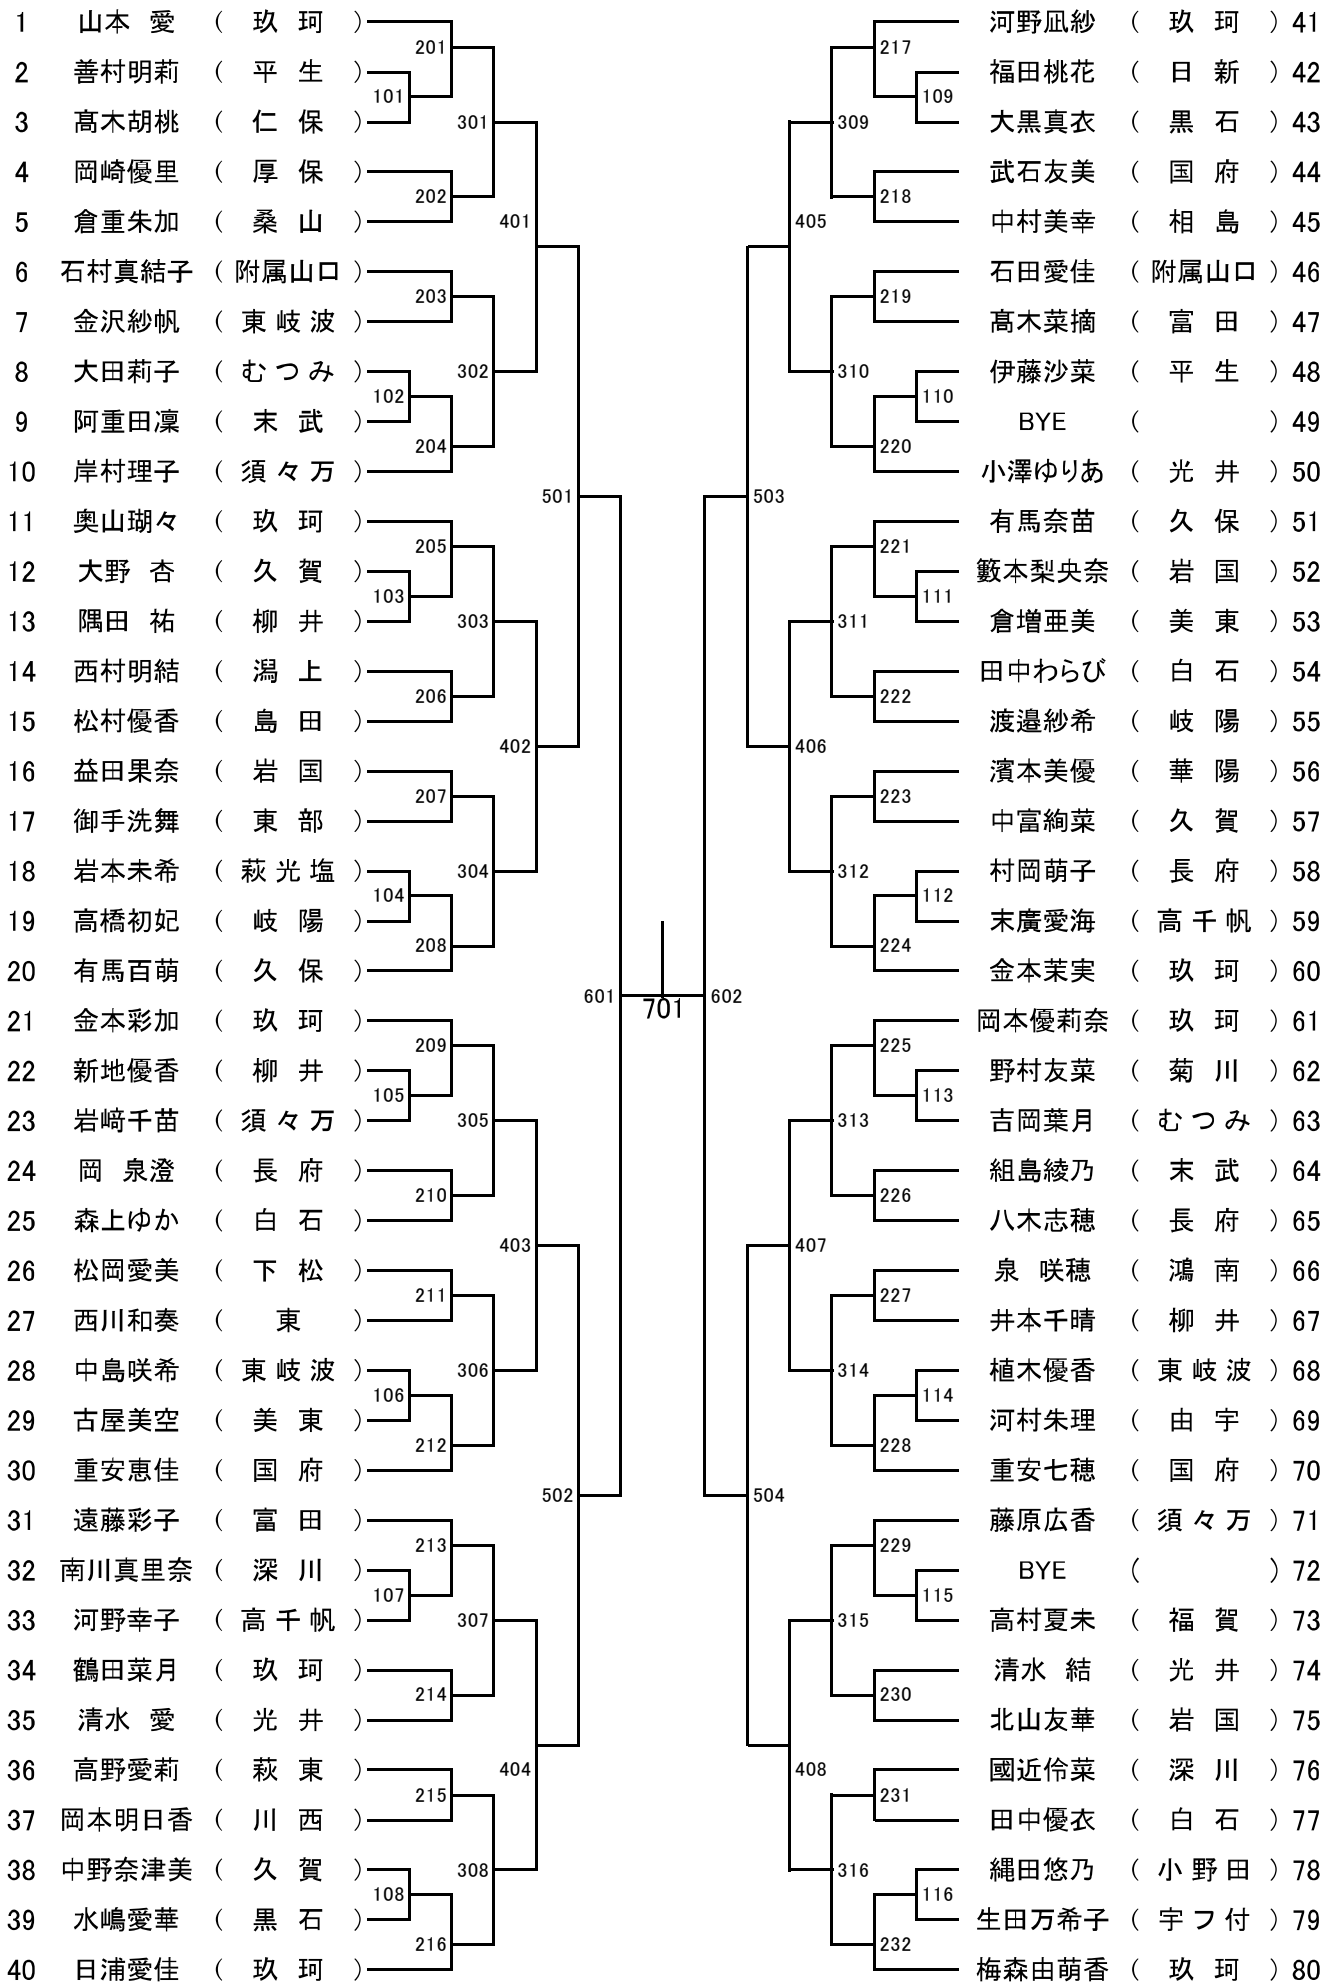 1 山本 愛 ( 玖 珂 )
2 善村明莉 ( 平 生 )
3 髙木胡桃 ( 仁 保 )
4 岡崎優里 ( 厚 保 )
5 倉重朱加 ( 桑 山 )
6 石村真結子 ( 附属山口 )
7 金沢紗帆 ( 東 岐 波 )
8 大田莉子 ( む つ み )
9 阿重田凜 ( 末 武 )
10 岸村理子 ( 須 々 万 )
11 奥山瑚々 ( 玖 珂 )
12 大野 杏 ( 久 賀 )
13 隅田 祐 ( 柳 井 )
14 西村明結 ( 潟 上 )
15 松村優香 ( 島 田 )
16 益田果奈 ( 岩 国 )
17 御手洗舞 ( 東 部 )
18 岩本未希 ( 萩 光 塩 )
19 高橋初妃 ( 岐 陽 )
20 有馬百萌 ( 久 保 )
21 金本彩加 ( 玖 珂 )
22 新地優香 ( 柳 井 )
23 岩﨑千苗 ( 須 々 万 )
24 岡 泉澄 ( 長 府 )
25 森上ゆか ( 白 石 )
26 松岡愛美 ( 下 松 )
27 西川和奏 ( 東 )
28 中島咲希 ( 東 岐 波 )
29 古屋美空 ( 美 東 )
30 重安恵佳 ( 国 府 )
31 遠藤彩子 ( 富 田 )
32 南川真里奈 ( 深 川 )
33 河野幸子 ( 高 千 帆 )
34 鶴田菜月 ( 玖 珂 )
35 清水 愛 ( 光 井 )
36 高野愛莉 ( 萩 東 )
37 岡本明日香 ( 川 西 )
38 中野奈津美 ( 久 賀 )
39 水嶋愛華 ( 黒 石 )
40 日浦愛佳 ( 玖 珂 )
101
102
103
104
105
106
107
108
201
202
203
204
205
206
207
208
209
210
211
212
213
214
215
216
301
302
303
304
305
306
307
308
401
402
403
404
501
502
601
701
602
503
504
405
406
407
408
309
310
311
312
313
314
315
316
217
218
219
220
221
222
223
224
225
226
227
228
229
230
231
232
109
110
111
112
113
114
115
116
河野凪紗 ( 玖 珂 ) 41
福田桃花 ( 日 新 ) 42
大黒真衣 ( 黒 石 ) 43
武石友美 ( 国 府 ) 44
中村美幸 ( 相 島 ) 45
石田愛佳 ( 附属山口 ) 46
髙木菜摘 ( 富 田 ) 47
伊藤沙菜 ( 平 生 ) 48
BYE ( ) 49
小澤ゆりあ ( 光 井 ) 50
有馬奈苗 ( 久 保 ) 51
籔本梨央奈 ( 岩 国 ) 52
倉増亜美 ( 美 東 ) 53
田中わらび ( 白 石 ) 54
渡邉紗希 ( 岐 陽 ) 55
濱本美優 ( 華 陽 ) 56
中富絢菜 ( 久 賀 ) 57
村岡萌子 ( 長 府 ) 58
末廣愛海 ( 高 千 帆 ) 59
金本茉実 ( 玖 珂 ) 60
岡本優莉奈 ( 玖 珂 ) 61
野村友菜 ( 菊 川 ) 62
吉岡葉月 ( む つ み ) 63
組島綾乃 ( 末 武 ) 64
八木志穂 ( 長 府 ) 65
泉 咲穂 ( 鴻 南 ) 66
井本千晴 ( 柳 井 ) 67
植木優香 ( 東 岐 波 ) 68
河村朱理 ( 由 宇 ) 69
重安七穂 ( 国 府 ) 70
藤原広香 ( 須 々 万 ) 71
BYE ( ) 72
高村夏未 ( 福 賀 ) 73
清水 結 ( 光 井 ) 74
北山友華 ( 岩 国 ) 75
國近伶菜 ( 深 川 ) 76
田中優衣 ( 白 石 ) 77
縄田悠乃 ( 小 野 田 ) 78
生田万希子 ( 宇 フ 付 ) 79
梅森由萌香 ( 玖 珂 ) 80